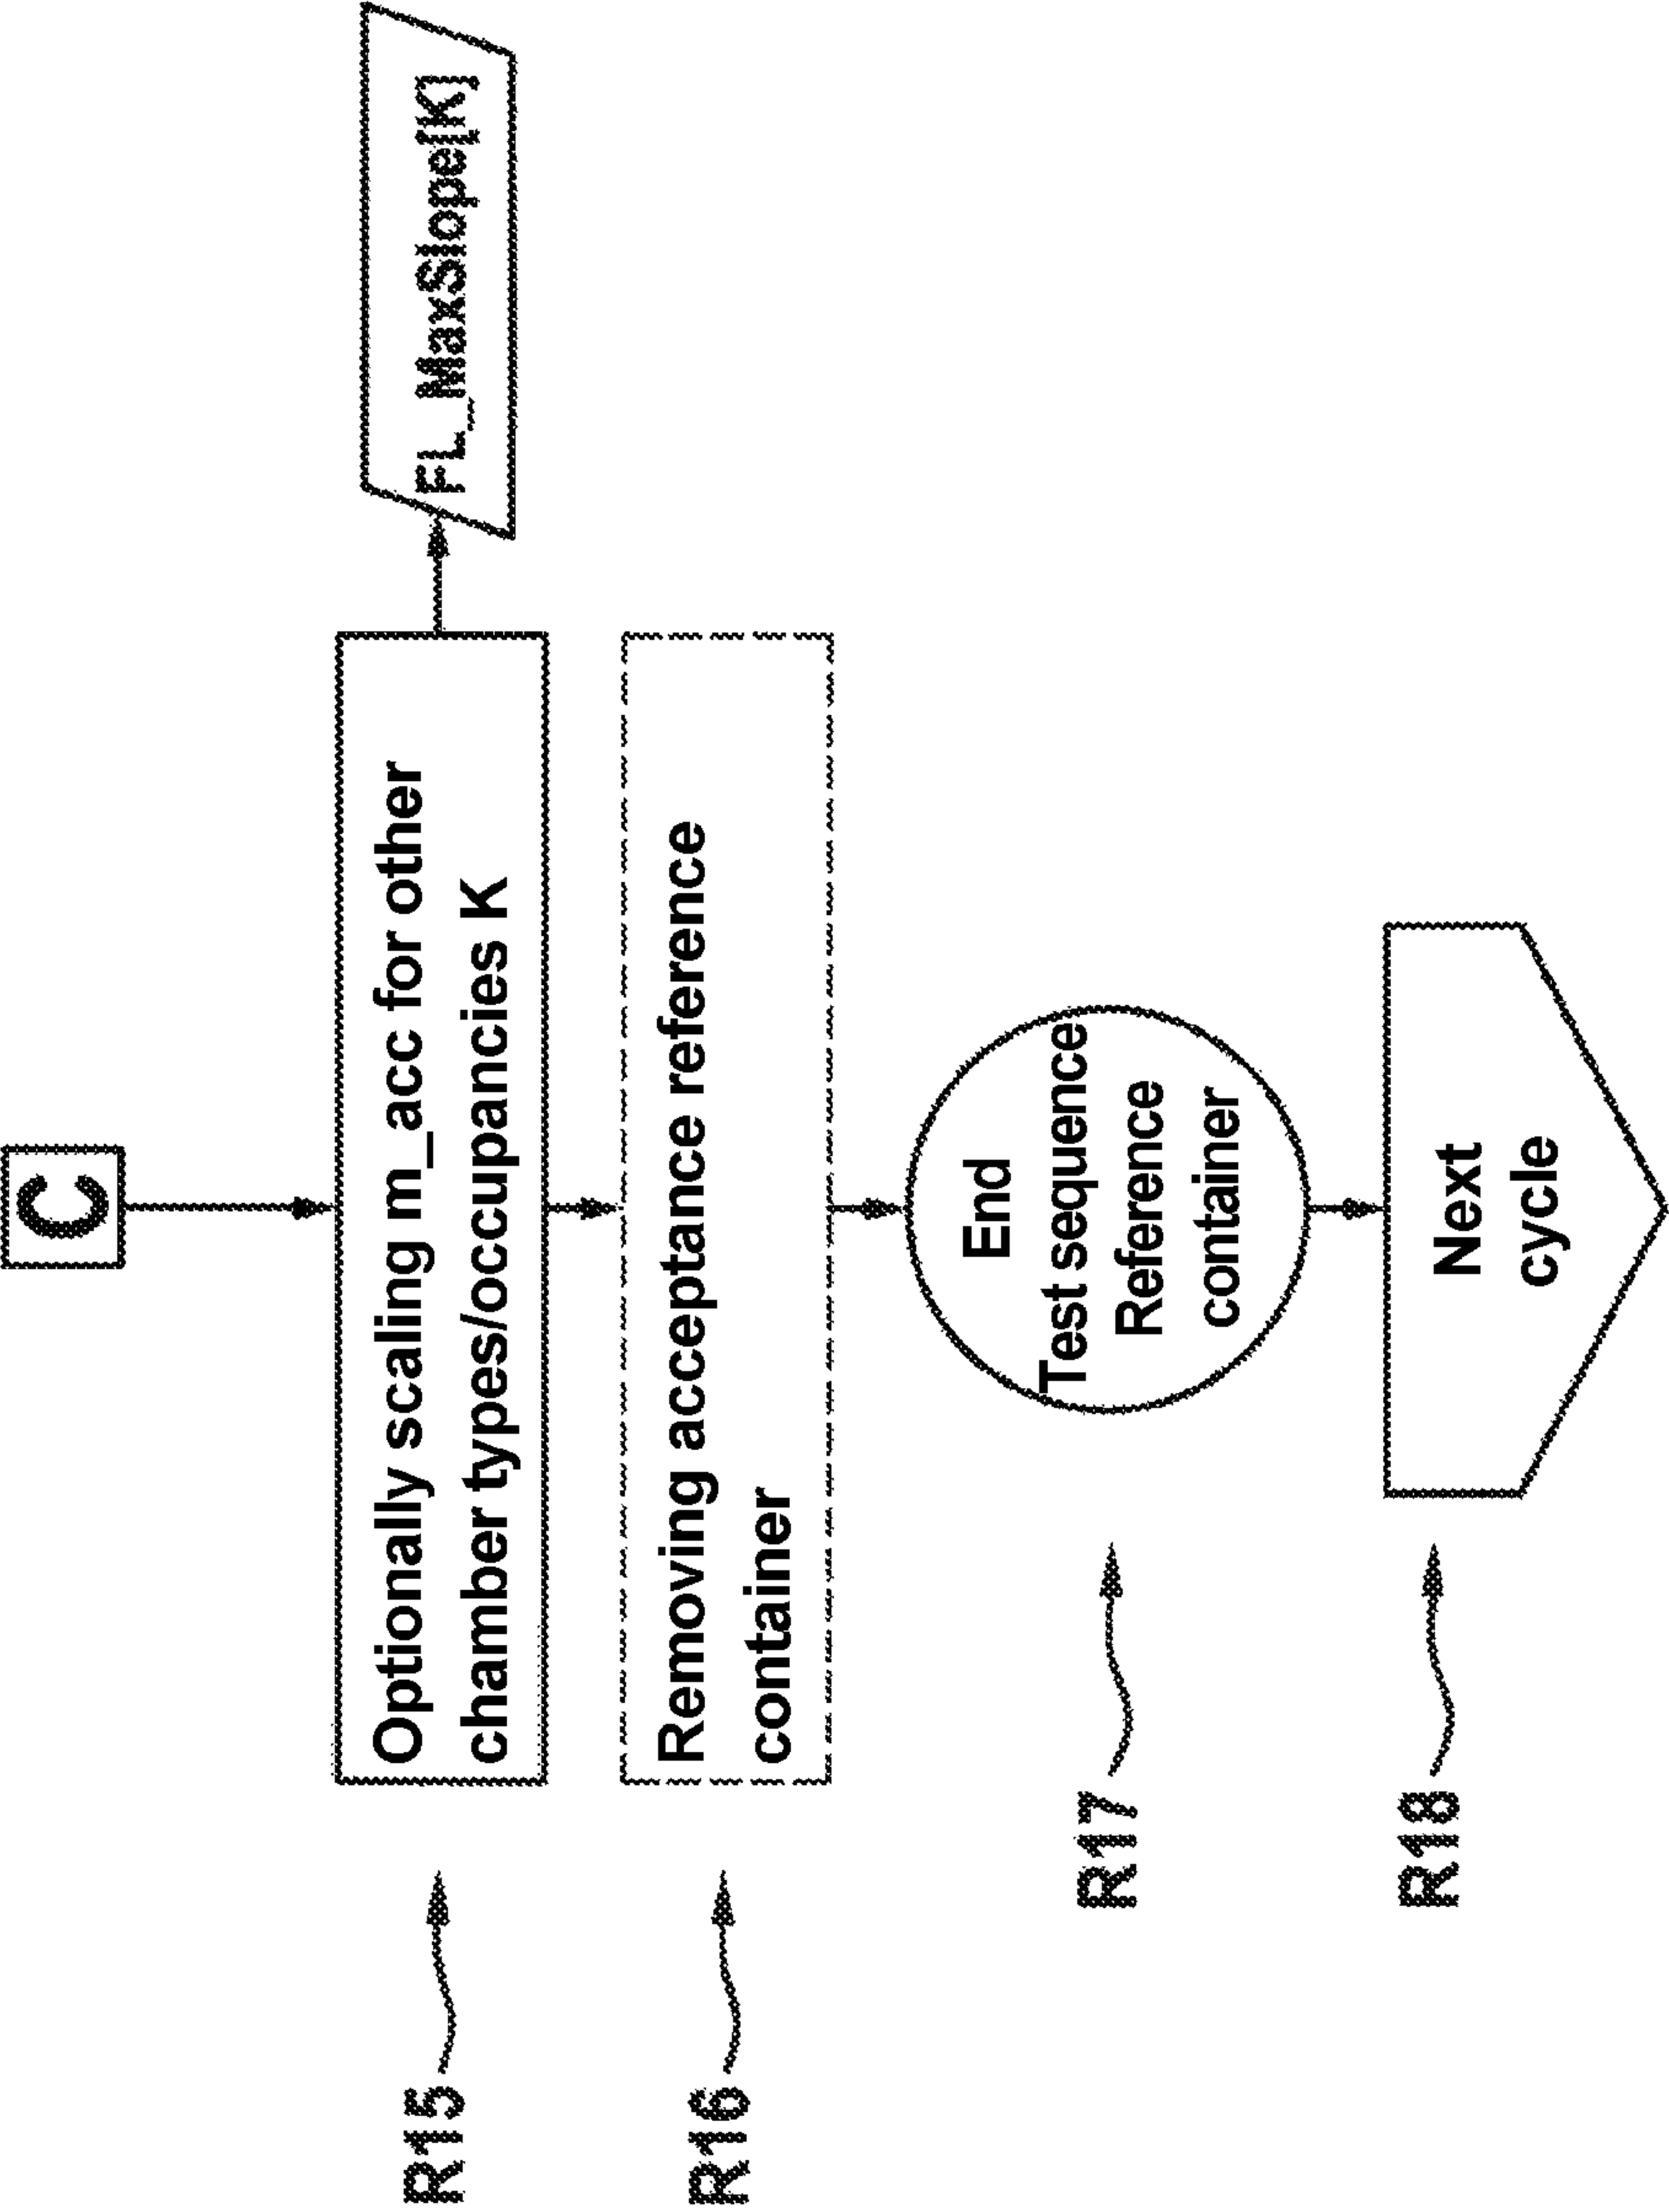 C
R15
Optionally scaling m_acc for other
chamber types/occupancies K
FL_MaxSlope[K]
R16
Removing acceptance reference
container
R17
End
Test sequence
Reference
container
R18
Next
cycle